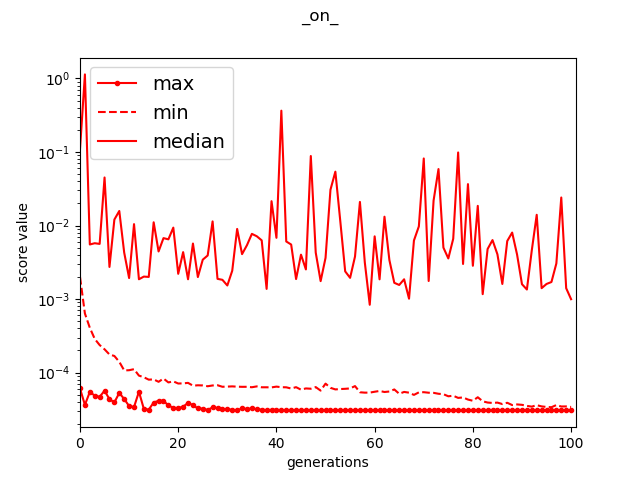 _on_
max
min
median
10⁰
10⁻¹
10⁻²
10⁻³
10⁻⁴
score value
0
20
40
60
80
100
generations